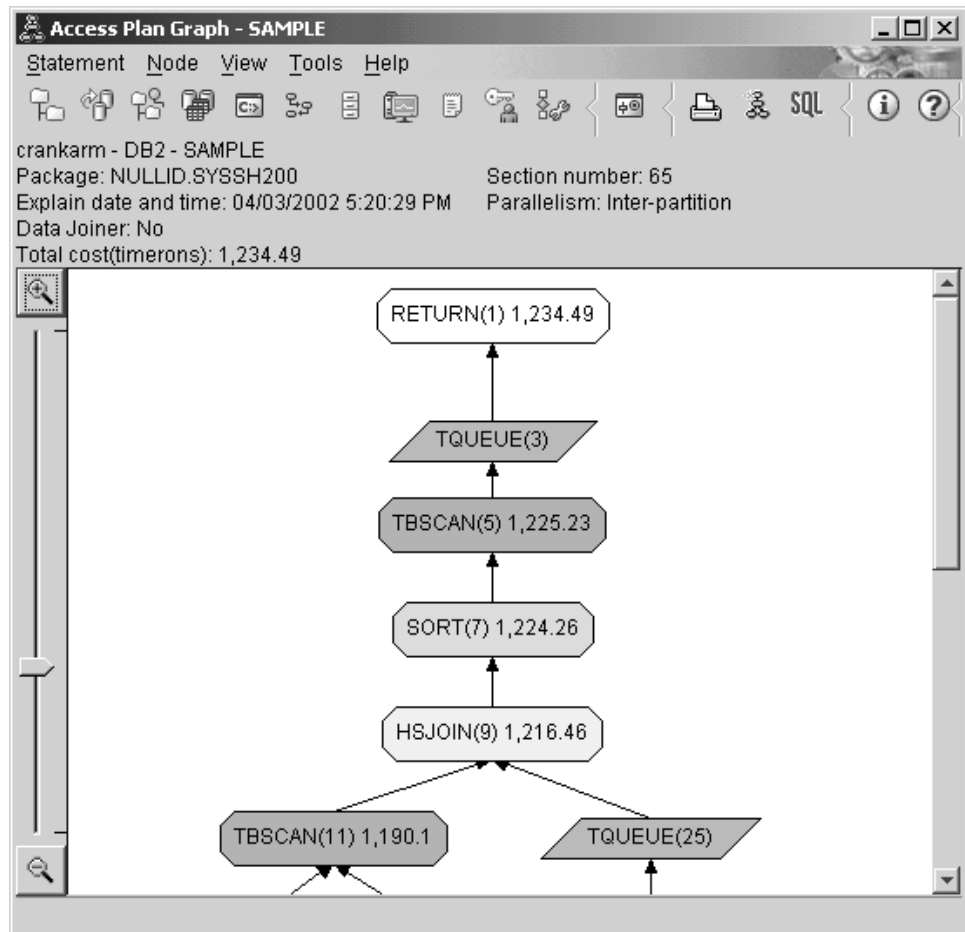 Access Plan Graph - SAMPLE
Statement Node View Tools Help
SQL
crankarm - DB2 - SAMPLE
Package: NULLID.SYSSH200 Section number: 65
Explain date and time: 04/03/2002 5:20:29 PM Parallelism: Inter-partition
Data Joiner: No
Total cost(timerons): 1,234.49
RETURN(1) 1,234.49
TQUEUE(3)
TBSCAN(5) 1,225.23
SORT(7) 1,224.26
HSJOIN(9) 1,216.46
TBSCAN(11) 1,190.1
TQUEUE(25)